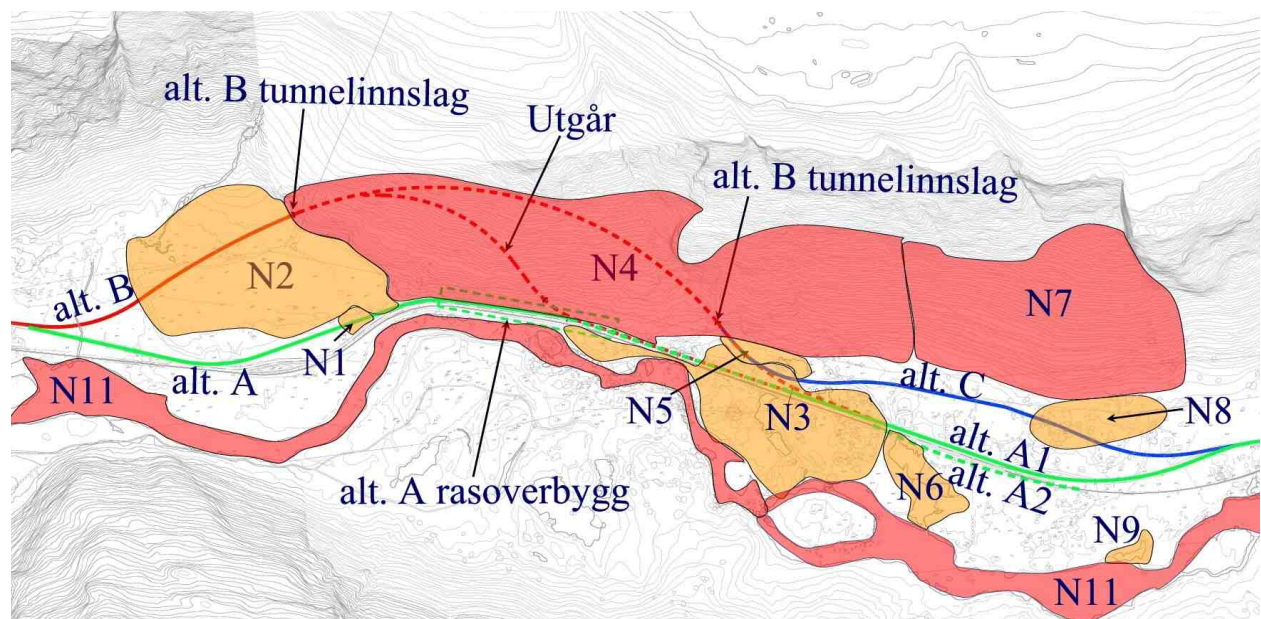 alt. B tunnelinnslag
Utgår
alt. B tunnelinnslag
N2
N4
N7
alt. B
N1
alt. A
N11
alt. C
N5
N3
N8
alt. A1
alt. A2
alt. A rasoverbygg
N6
N9
N11